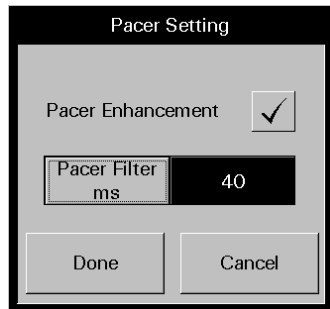 Pacer Setting
Pacer Enhancement
Pacer Filter
ms
40
Done
Cancel